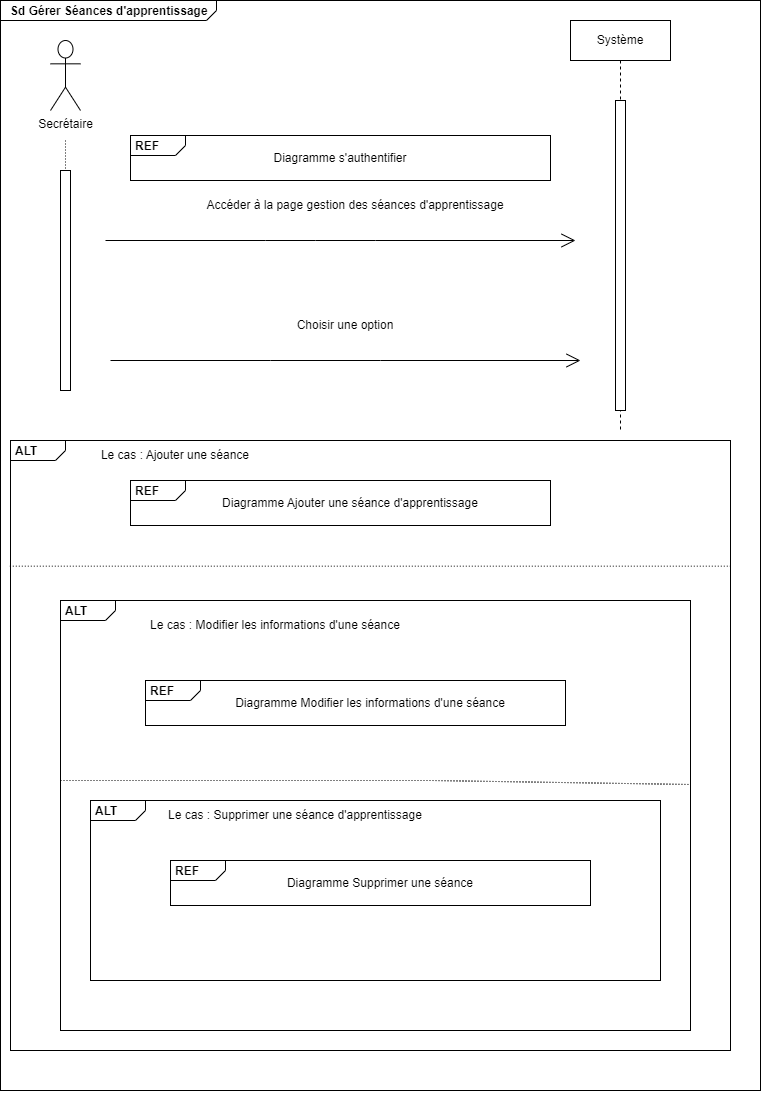 Sd Gérer Séances d'apprentissage
Système
Secrétaire
REF
Diagramme s'authentifier
Accéder à la page gestion des séances d'apprentissage
Choisir une option
ALT
Le cas : Ajouter une séance
REF
Diagramme Ajouter une séance d'apprentissage
ALT
Le cas : Modifier les informations d'une séance
REF
Diagramme Modifier les informations d'une séance
ALT
Le cas : Supprimer une séance d'apprentissage
REF
Diagramme Supprimer une séance